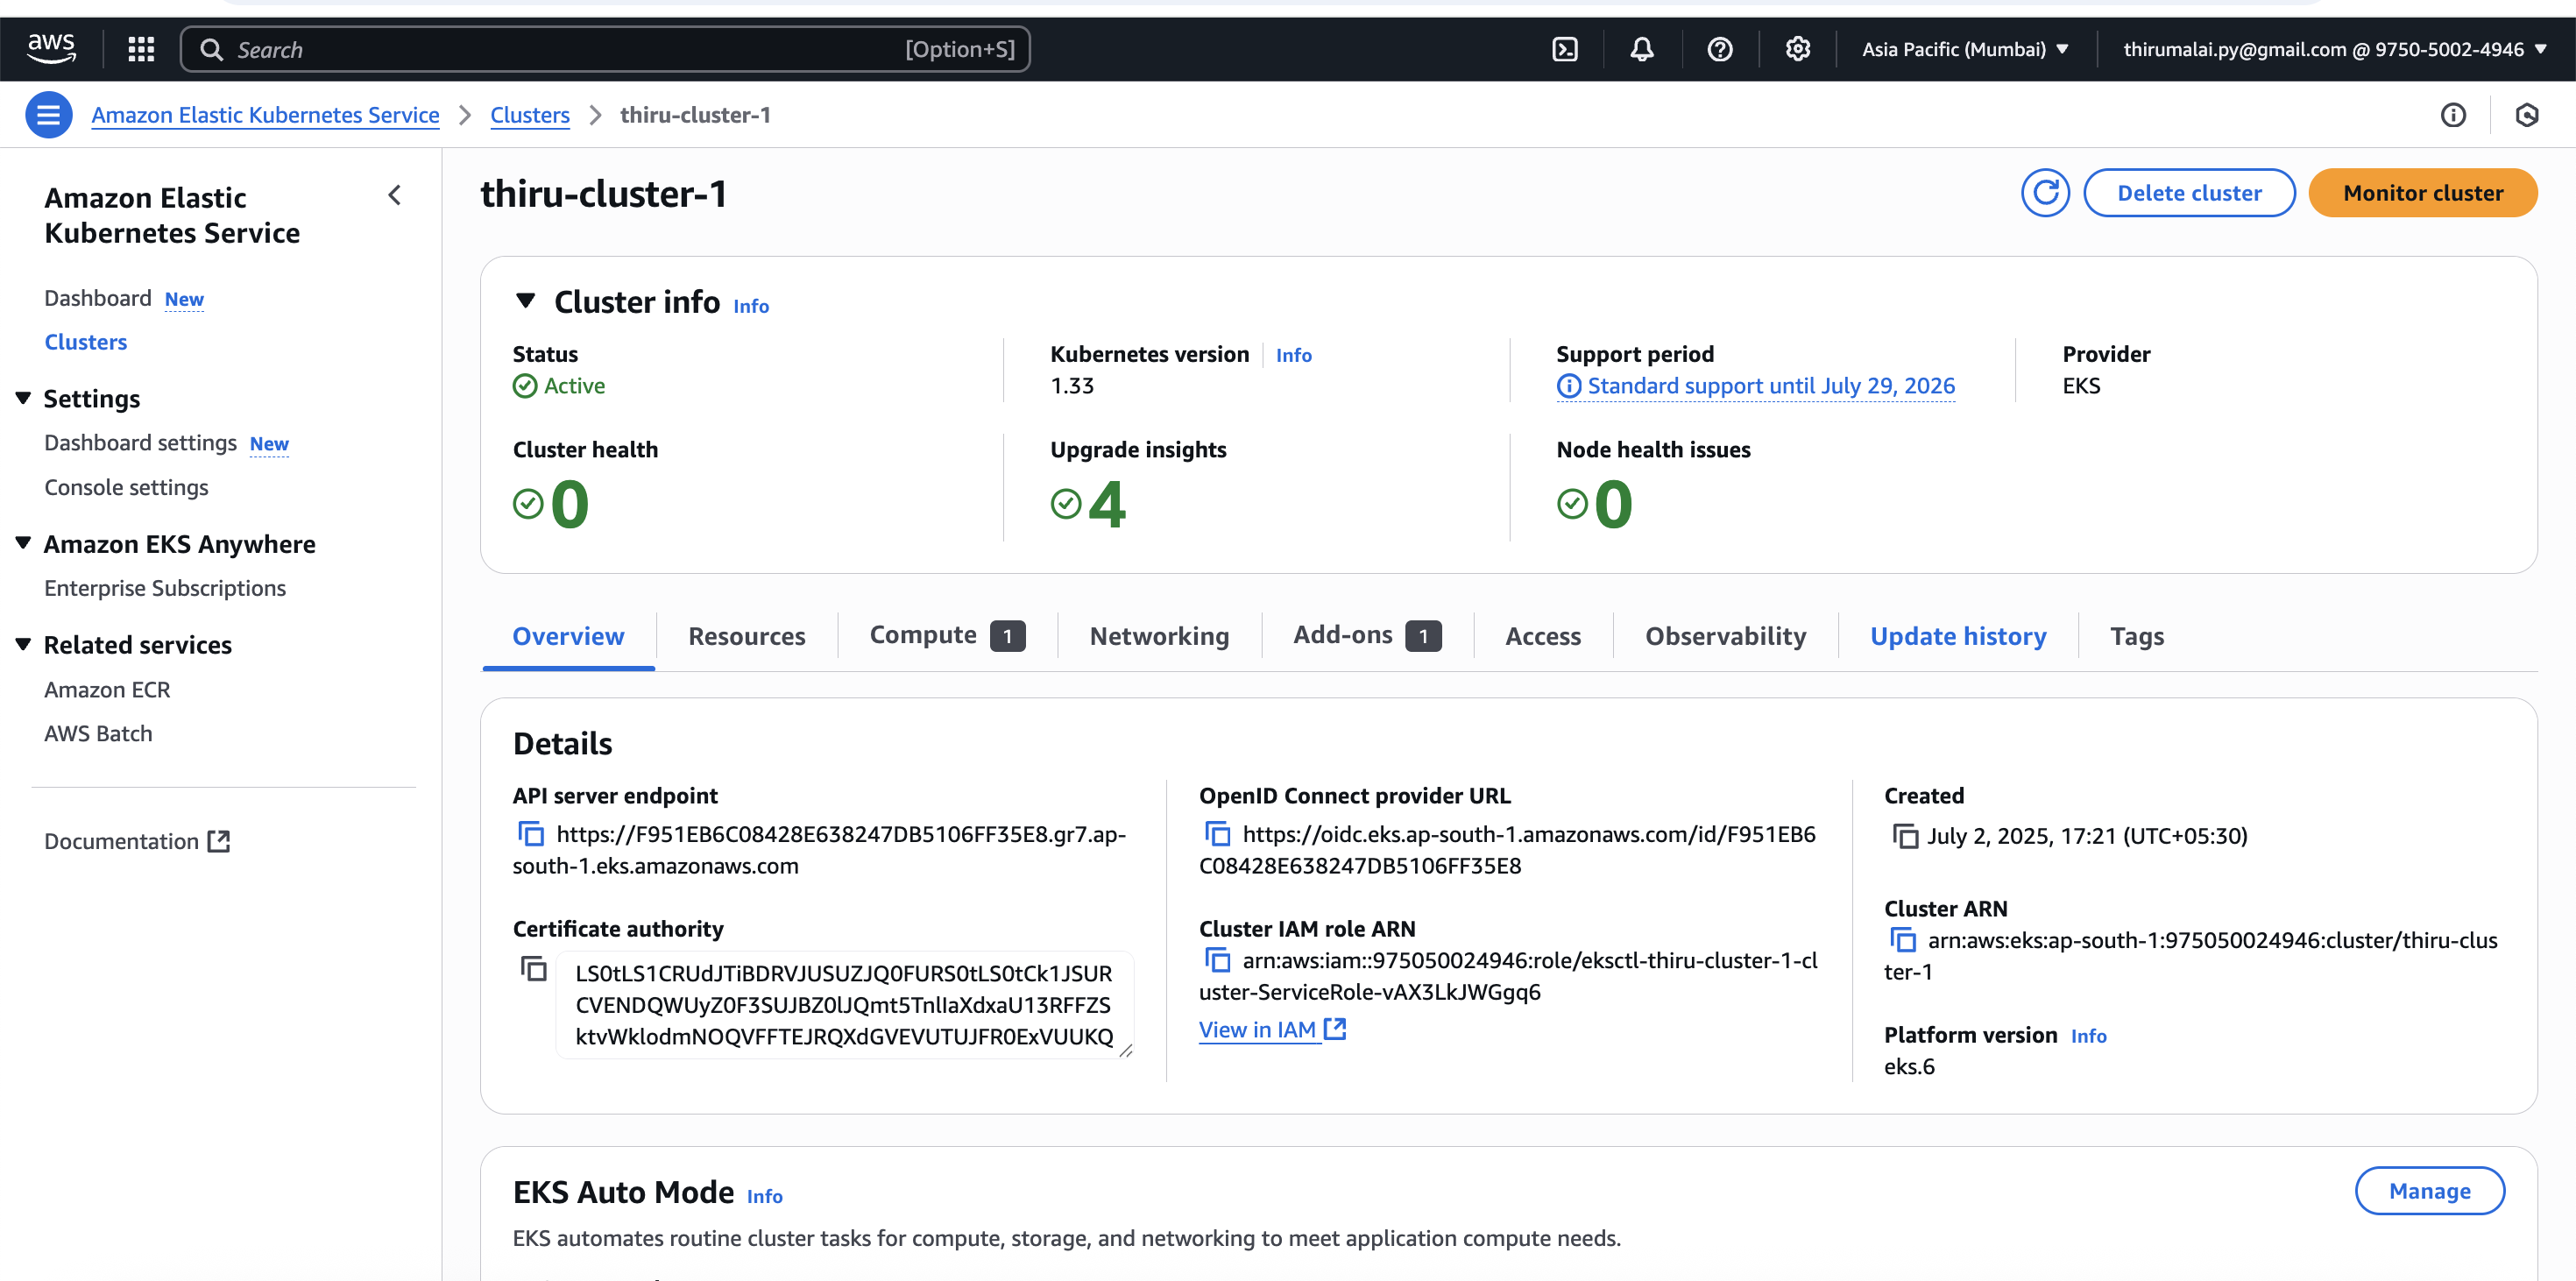 aws
Search
[Option+S]
Asia Pacific (Mumbai)
thirumalai.py@gmail.com @ 9750-5002-4946
Amazon Elastic Kubernetes Service
Clusters
thiru-cluster-1
Amazon Elastic
Kubernetes Service
Dashboard New
Clusters
Settings
Dashboard settings New
Console settings
Amazon EKS Anywhere
Enterprise Subscriptions
Related services
Amazon ECR
AWS Batch
Documentation
thiru-cluster-1
Delete cluster
Monitor cluster
Cluster info Info
Status
Active
Kubernetes version Info
1.33
Support period
Standard support until July 29, 2026
Provider
EKS
Cluster health
0
Upgrade insights
4
Node health issues
0
Overview
Resources
Compute 1
Networking
Add-ons 1
Access
Observability
Update history
Tags
Details
API server endpoint
https://F951EB6C08428E638247DB5106FF35E8.gr7.ap-
south-1.eks.amazonaws.com
Certificate authority
LS0tLS1CRUdJTiBDRVJUSUZJQ0FURS0tLS0tCk1JSUR
CVENDQWUyZ0F3SUJBZ0lJQmt5TnlIaXdxaU13RFFZS
ktvWklodmNOQVFFTEJRQXdGVEVUTUJFR0ExVUUKQ
OpenID Connect provider URL
https://oidc.eks.ap-south-1.amazonaws.com/id/F951EB6
C08428E638247DB5106FF35E8
Cluster IAM role ARN
arn:aws:iam::975050024946:role/eksctl-thiru-cluster-1-cl
uster-ServiceRole-vAX3LkJWGgq6
View in IAM
Created
July 2, 2025, 17:21 (UTC+05:30)
Cluster ARN
arn:aws:eks:ap-south-1:975050024946:cluster/thiru-clus
ter-1
Platform version Info
eks.6
EKS Auto Mode Info
Manage
EKS automates routine cluster tasks for compute, storage, and networking to meet application compute needs.